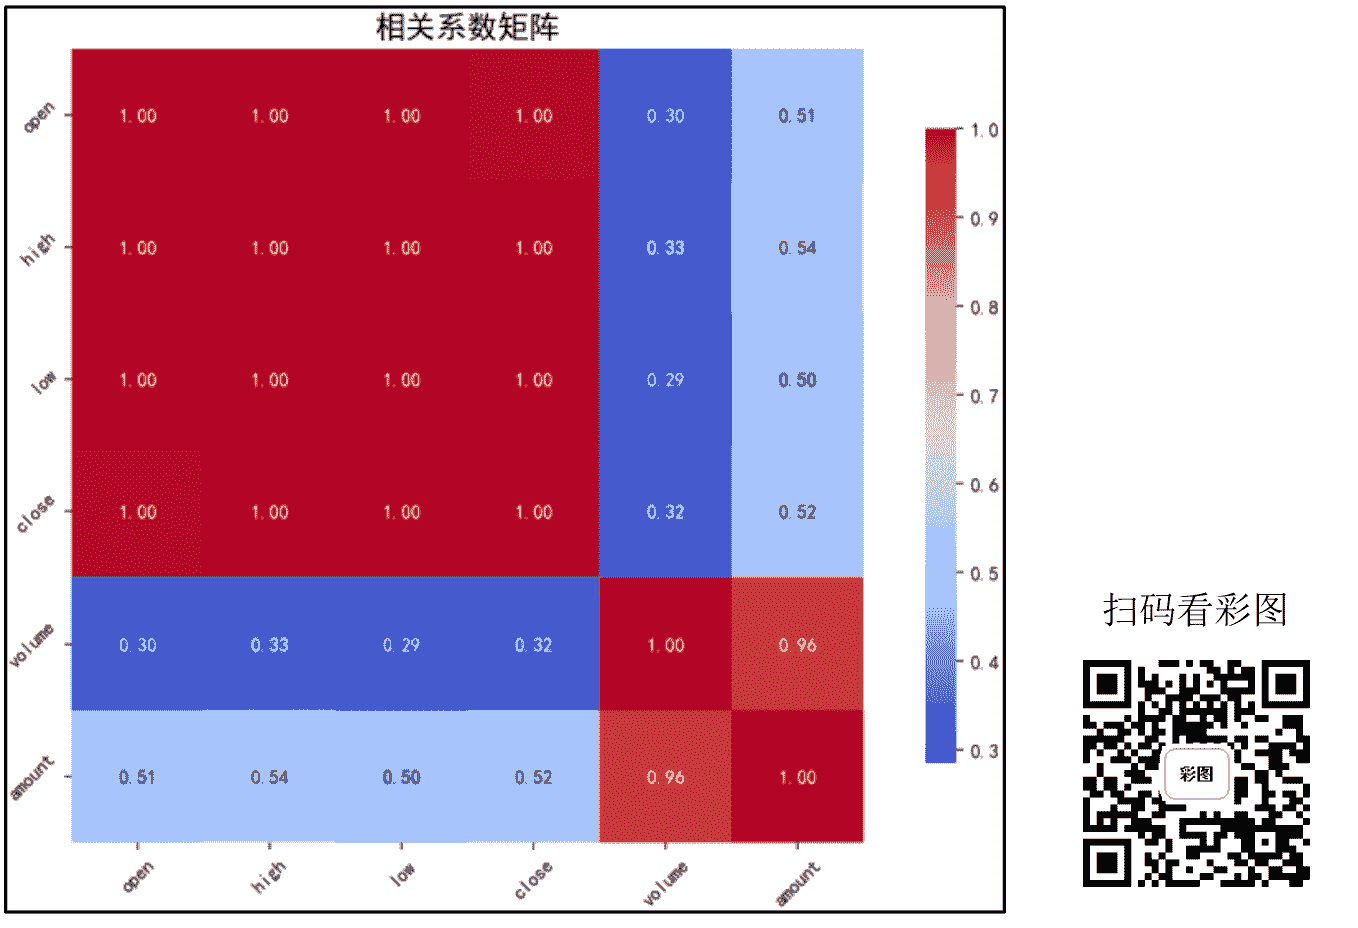 相关系数矩阵
open 1.00 1.00 1.00 1.00 0.30 0.51
high 1.00 1.00 1.00 1.00 0.33 0.54
low 1.00 1.00 1.00 1.00 0.29 0.50
close 1.00 1.00 1.00 1.00 0.32 0.52
volume 0.30 0.33 0.29 0.32 1.00 0.96
amount 0.51 0.54 0.50 0.52 0.96 1.00
open high low close volume amount
1.0
0.9
0.8
0.7
0.6
0.5
0.4
0.3
扫码看彩图
彩图